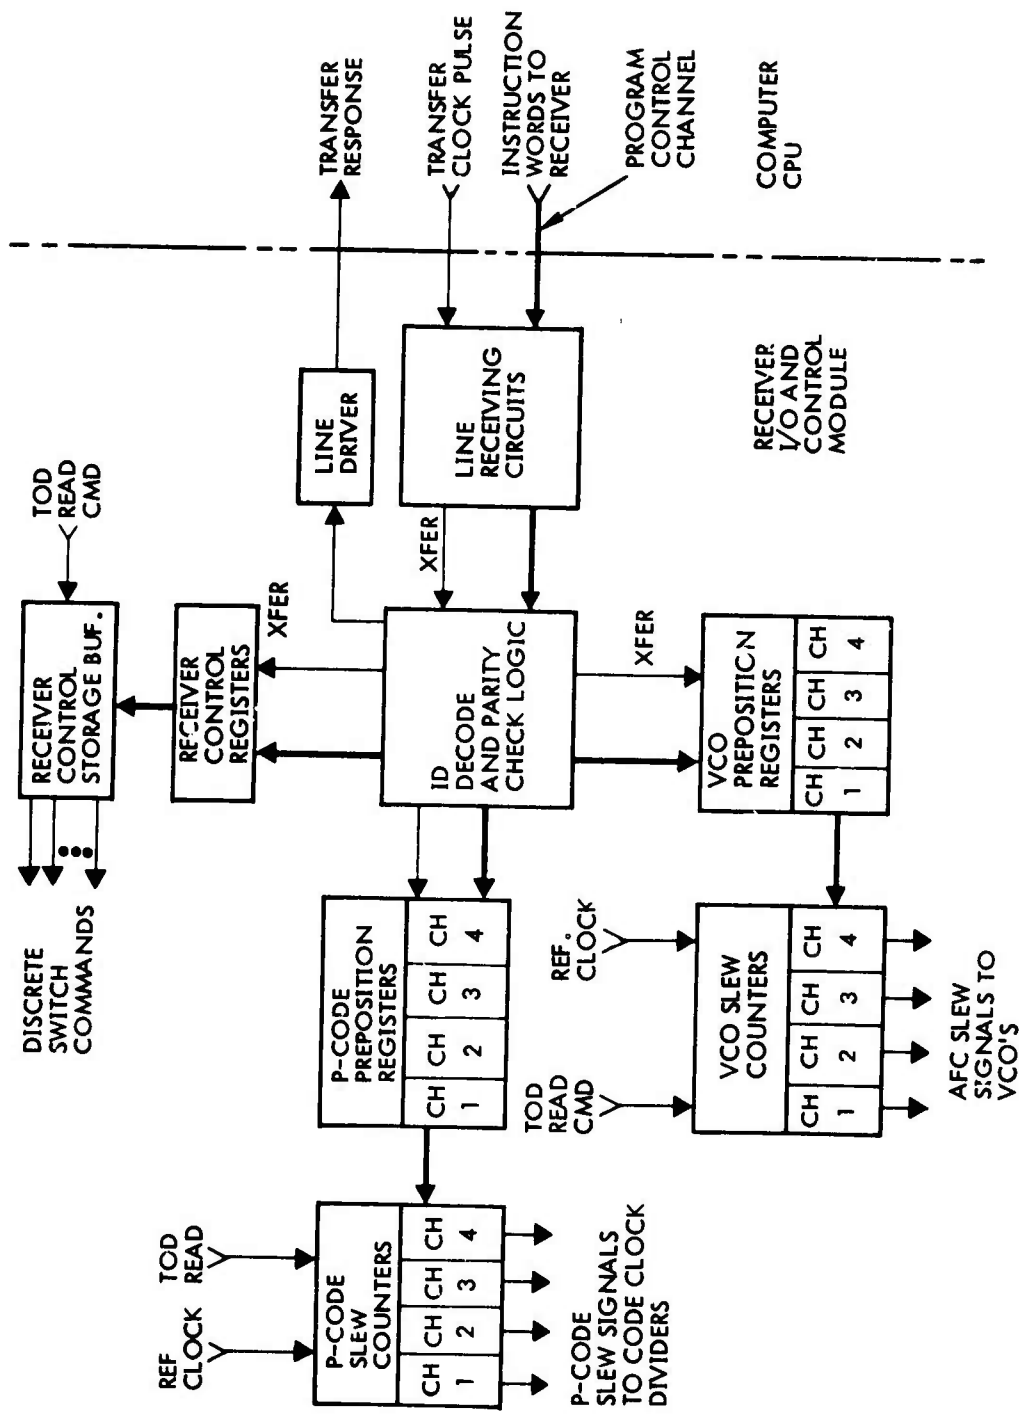 DISCRETE
SWITCH
COMMANDS
RECEIVER
CONTROL
STORAGE BUF.
TOD
READ
CMD
RECEIVER
CONTROL
REGISTERS
XFER
TRANSFER
RESPONSE
LINE
DRIVER
TRANSFER
CLOCK PULSE
INSTRUCTION
WORDS TO
RECEIVER
PROGRAM
CONTROL
CHANNEL
COMPUTER
CPU
LINE
RECEIVING
CIRCUITS
XFER
RECEIVER
I/O AND
CONTROL
MODULE
ID
DECODE
AND PARITY
CHECK LOGIC
XFER
REF
CLOCK
TOD
READ
P-CODE
SLEW
COUNTERS
CH CH CH CH
1 2 3 4
P-CODE
SLEW SIGNALS
TO CODE CLOCK
DIVIDERS
P-CODE
PREPOSITION
REGISTERS
CH CH CH CH
1 2 3 4
TOD
READ
CMD
REF.
CLOCK
VCO SLEW
COUNTERS
CH CH CH CH
1 2 3 4
AFC SLEW
SIGNALS TO
VCO'S
VCO
PREPOSITION
REGISTERS
CH CH CH CH
1 2 3 4